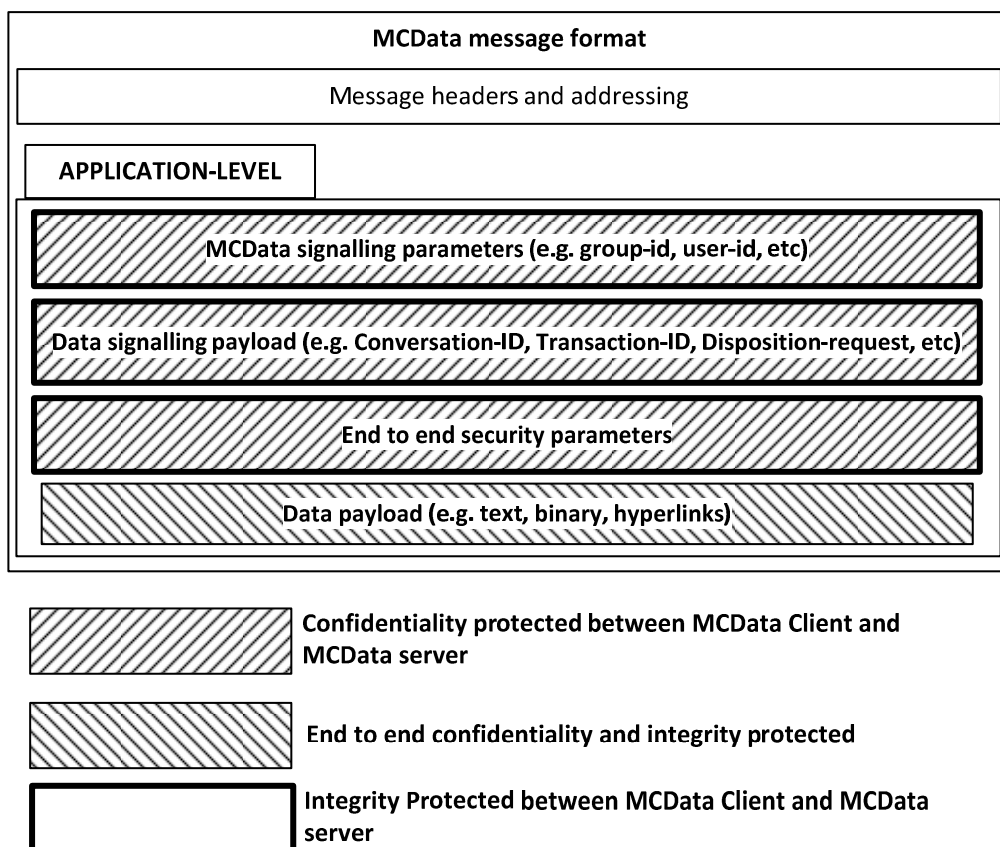 MCData message format
Message headers and addressing
APPLICATION-LEVEL
MCData signalling parameters (e.g. group-id, user-id, etc)
Data signalling payload (e.g. Conversation-ID, Transaction-ID, Disposition-request, etc)
End to end security parameters
Data payload (e.g. text, binary, hyperlinks)
Confidentiality protected between MCData Client and
MCData server
End to end confidentiality and integrity protected
Integrity Protected between MCData Client and MCData
server